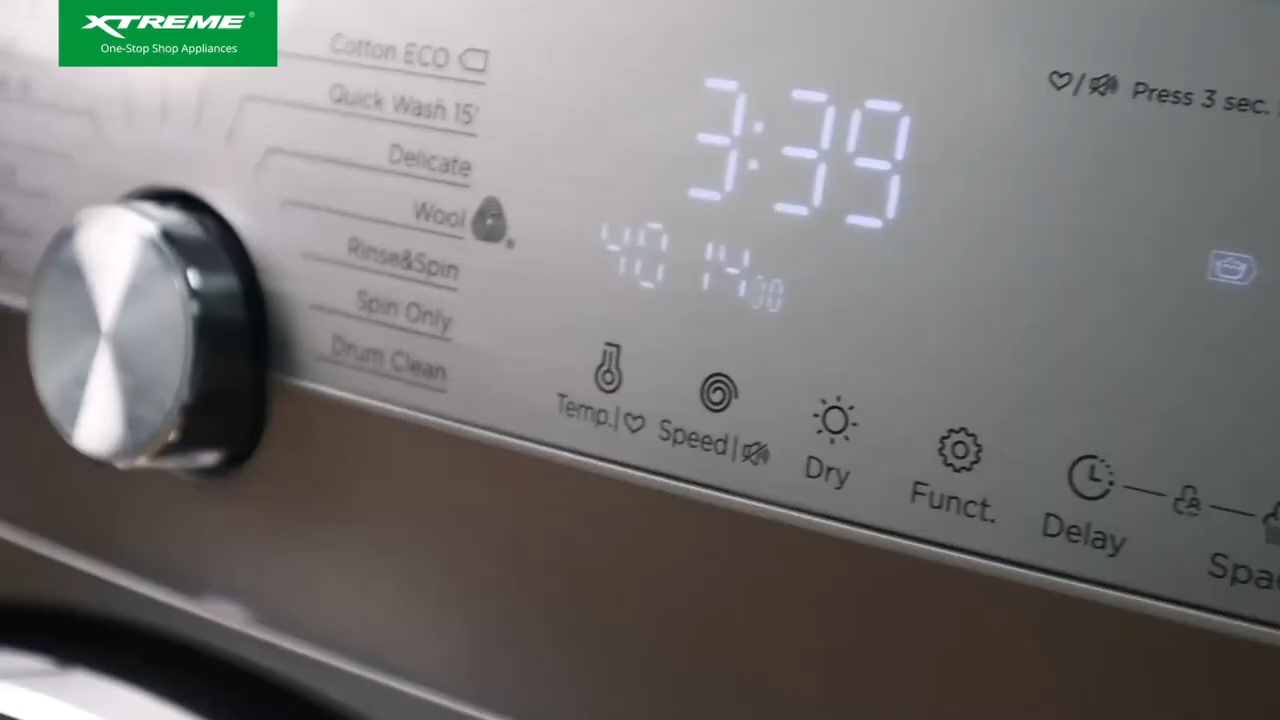 XTREME
One-Stop Shop Appliances
Cotton ECO
Quick Wash 15'
Delicate
Wool
Rinse&Spin
Spin Only
Drum Clean
3:39
40 1400
Press 3 sec.
Temp.|
Speed|
Dry
Funct.
Delay